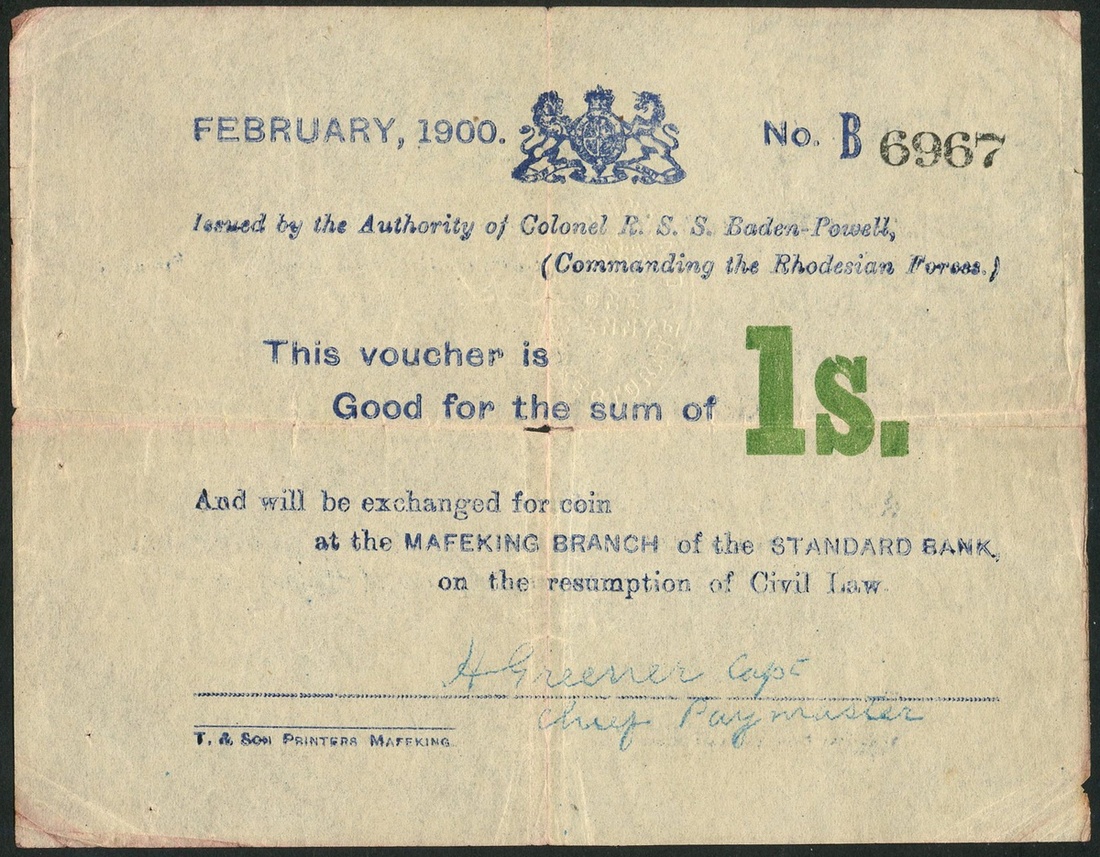 FEBRUARY, 1900.
No. B 6967
Issued by the Authority of Colonel R. S. S. Baden-Powell,
(Commanding the Rhodesian Forces.)
This voucher is
Good for the sum of 1s.
And will be exchanged for coin
at the MAFEKING BRANCH of the STANDARD BANK,
on the resumption of Civil Law
H Greener Capt
Chief Paymaster
T. & SON PRINTERS MAFEKING.